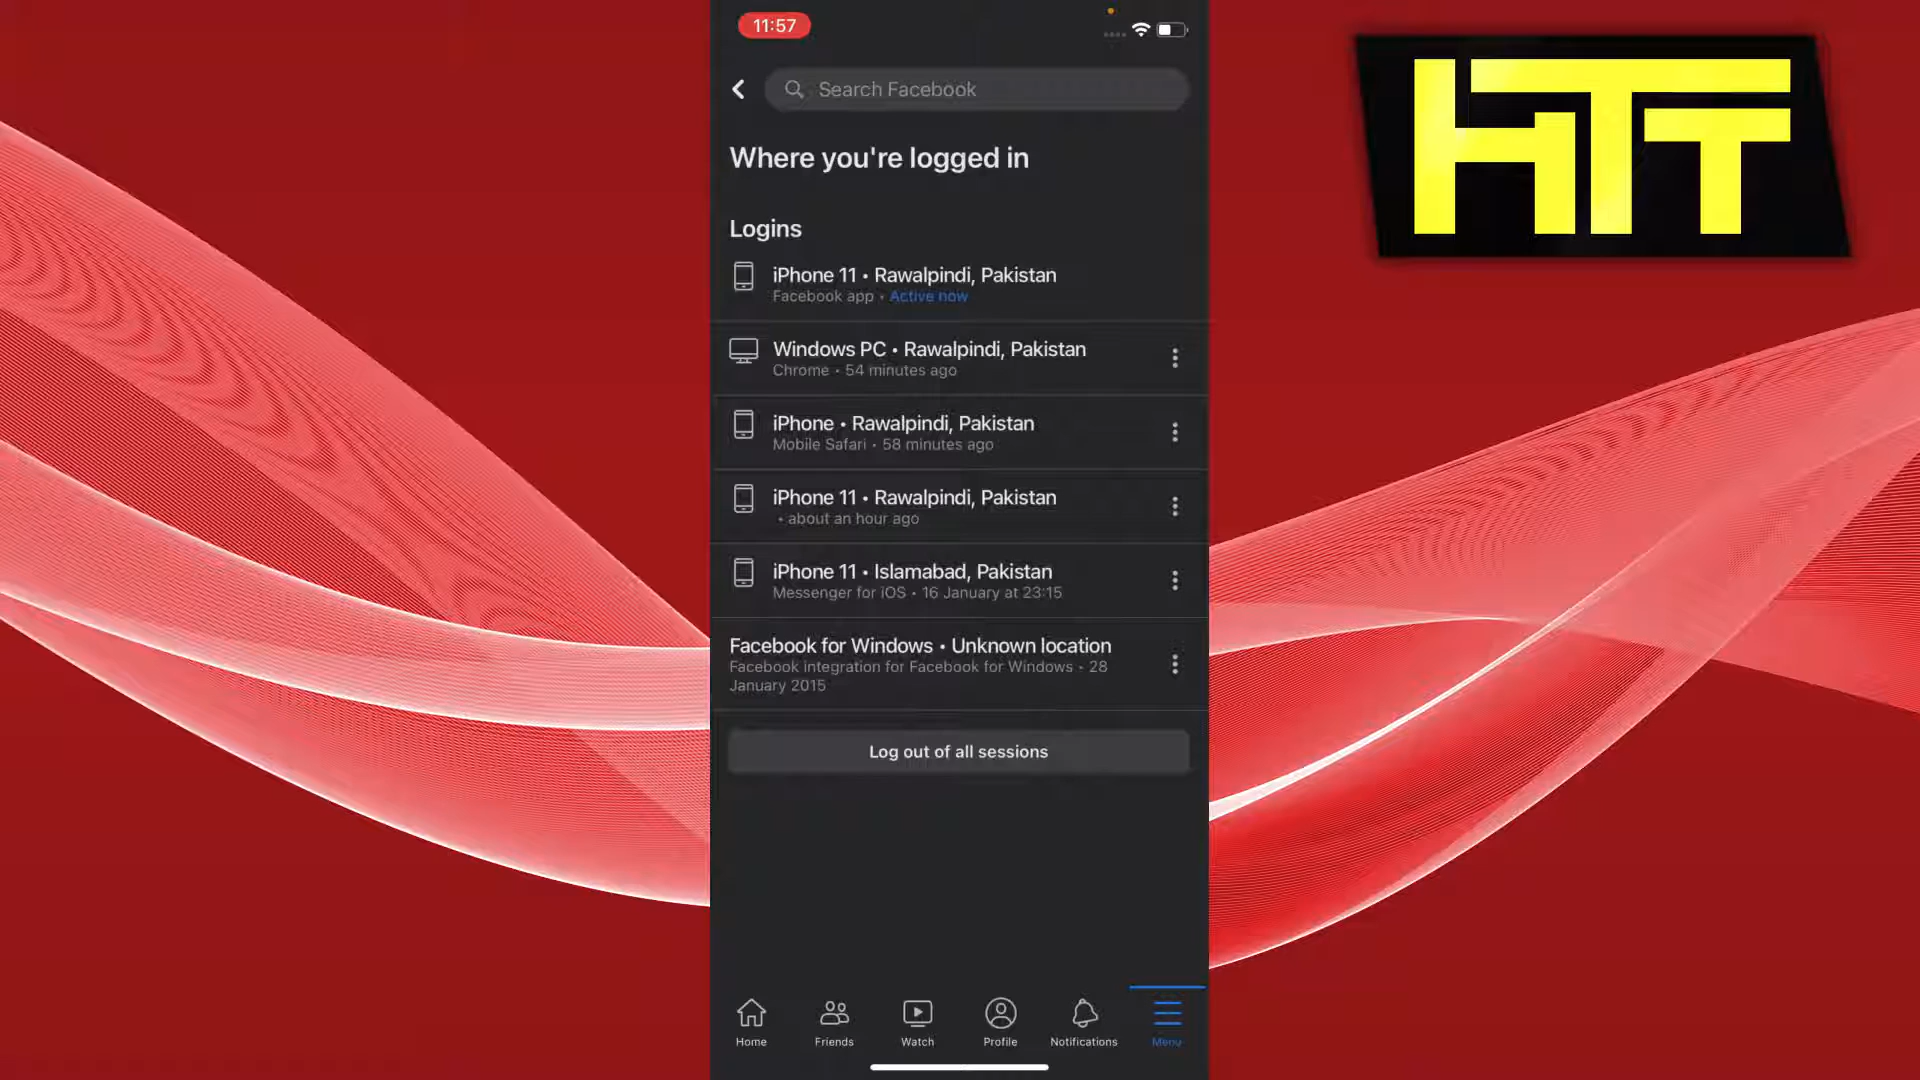 11:57
HTT
Search Facebook
Where you're logged in
Logins
iPhone 11 • Rawalpindi, Pakistan
Facebook app • Active now
Windows PC • Rawalpindi, Pakistan
Chrome • 54 minutes ago
iPhone • Rawalpindi, Pakistan
Mobile Safari • 58 minutes ago
iPhone 11 • Rawalpindi, Pakistan
• about an hour ago
iPhone 11 • Islamabad, Pakistan
Messenger for iOS • 16 January at 23:15
Facebook for Windows • Unknown location
Facebook integration for Facebook for Windows • 28
January 2015
Log out of all sessions
Home
Friends
Watch
Profile
Notifications
Menu